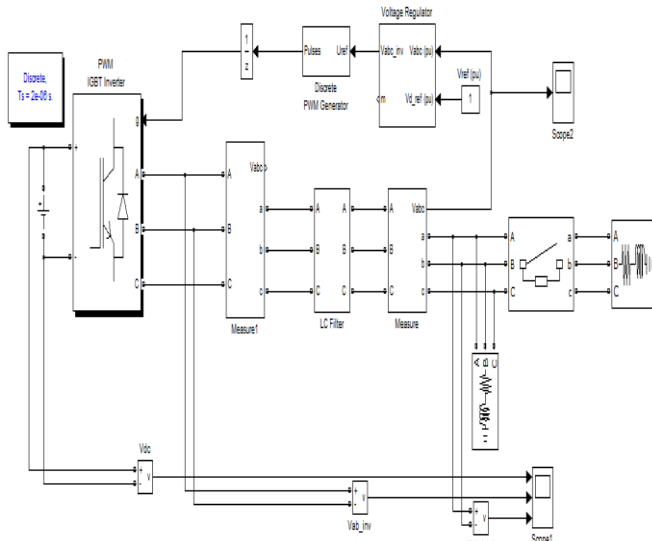 Voltage Regulator
Discrete,
Ts = 2e-06 s.
PWM
IGBT Inverter
1
z
Pulses Uref
Discrete
PWM Generator
Vabc_inv Vabc (pu)
m Vd_ref (pu)
Vref (pu)
1
Scope2
g
+
-
A
B
C
Vabc
A a
B b
C c
Measure1
A A
B B
C C
LC Filter
Vabc
a
b
c
Measure
A a
B b
C c
A
B
C
A B C
Vdc
+
-
v
Vab_inv
+
-
v
+
-
v
Scope1